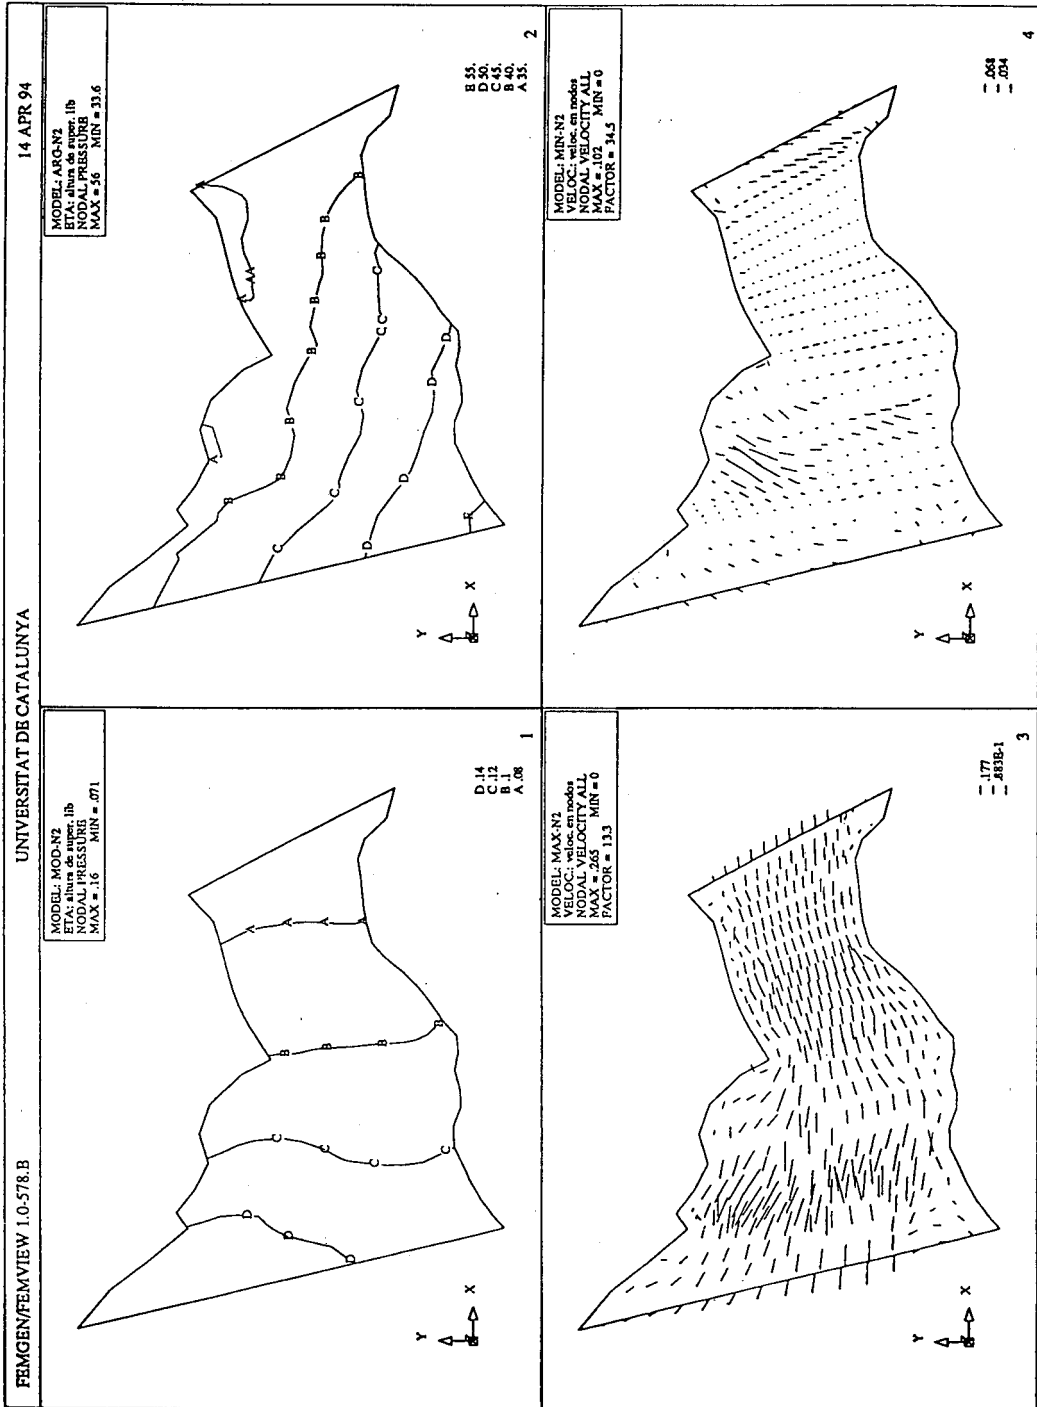 FEMGEN/FEMVIEW 1.0-578.B UNIVERSITAT DE CATALUNYA 14 APR 94
MODEL: MOD-N2
ETA: altura de super. lib
NODAL PRESSURE
MAX = .16 MIN = .071
D .14
C .12
B .1
A .08
1
D D D
C C C C
B B B B
A A A A
Y
X
MODEL: ARG-N2
ETA: altura de super. lib
NODAL PRESSURE
MAX = 56 MIN = 33.6
E 55.
D 50.
C 45.
B 40.
A 35.
2
A A AA
A
B B B B B B B B
C C C CC C
D D D D
E
Y
X
MODEL: MAX-N2
VELOC.: veloc. en nodos
NODAL VELOCITY ALL
MAX = .265 MIN = 0
FACTOR = 13.3
.177
.883E-1
3
Y
X
MODEL: MIN-N2
VELOC.: veloc. en nodos
NODAL VELOCITY ALL
MAX = .102 MIN = 0
FACTOR = 34.5
.068
.034
4
Y
X